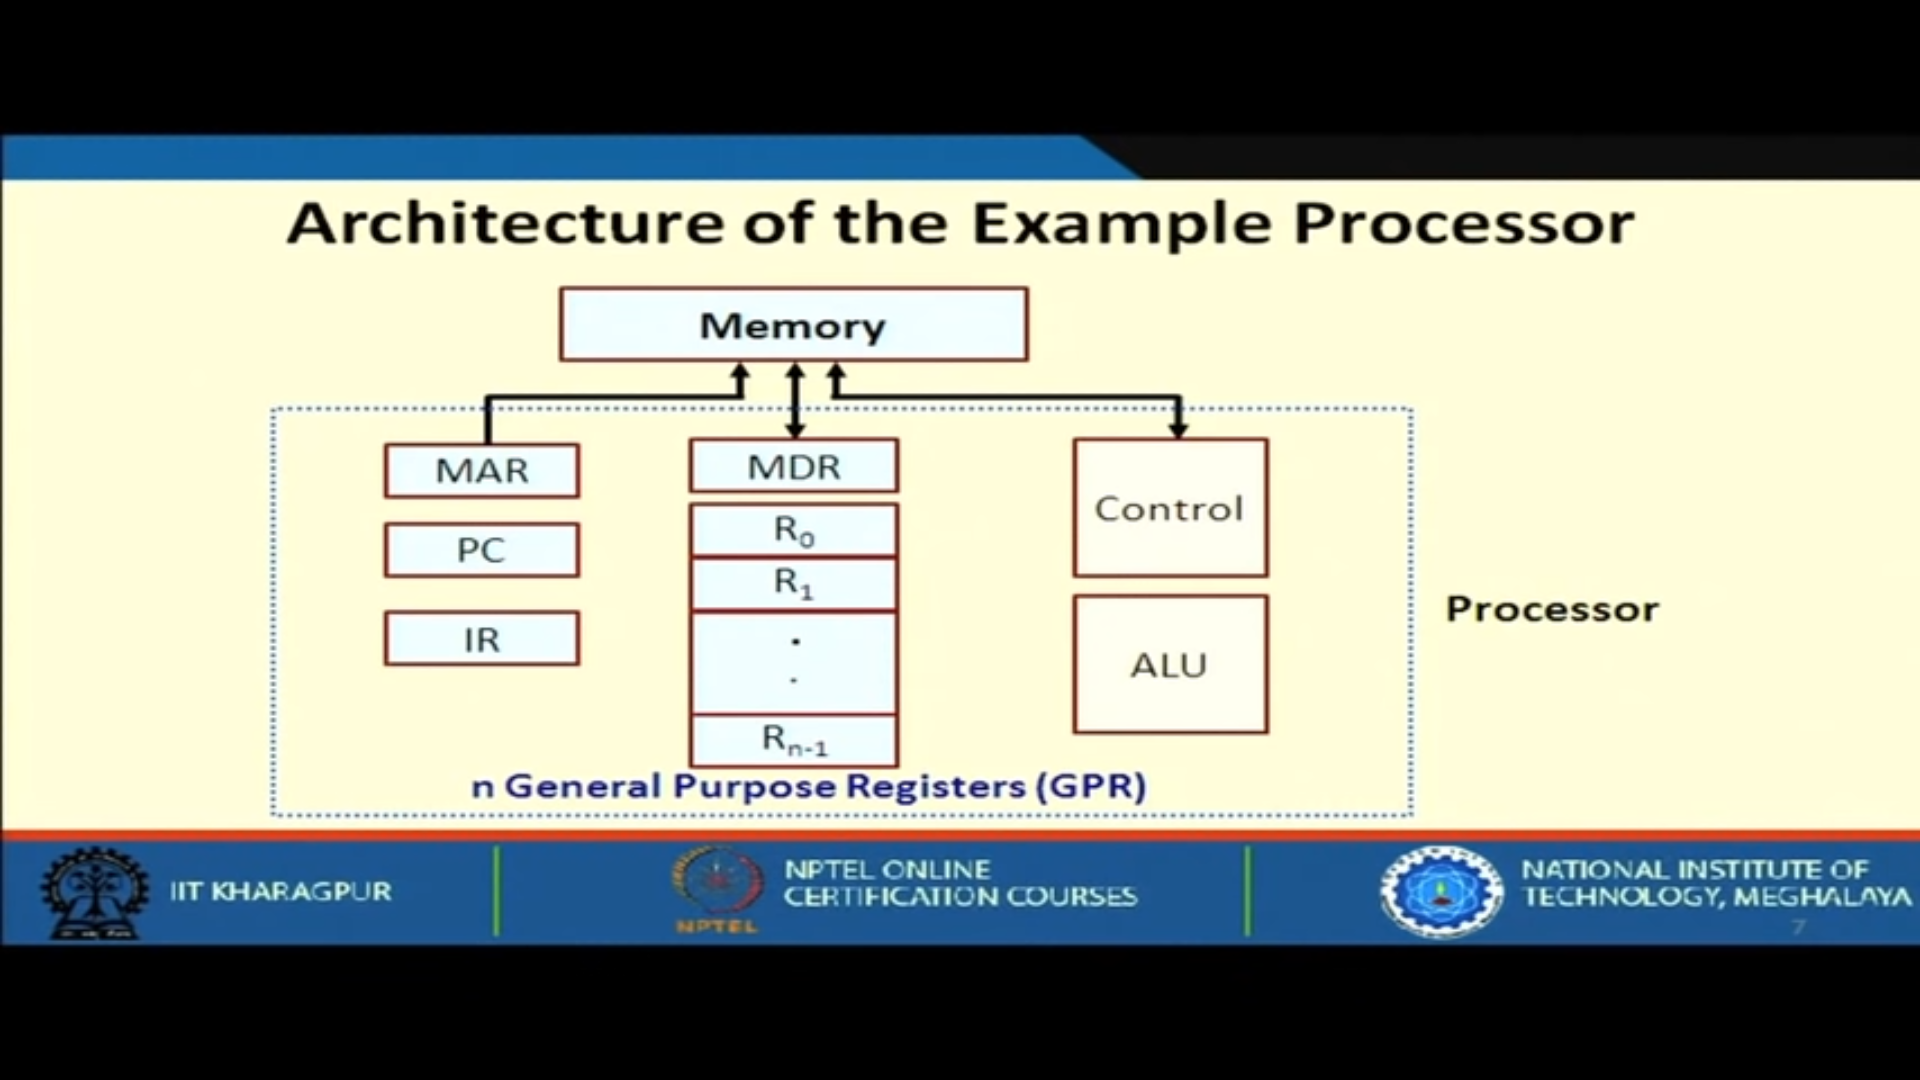 Architecture of the Example Processor
Memory
MAR
MDR
Control
PC
R0
R1
IR
.
.
ALU
Processor
Rn-1
n General Purpose Registers (GPR)
IIT KHARAGPUR
NPTEL ONLINE
CERTIFICATION COURSES
NPTEL
NATIONAL INSTITUTE OF
TECHNOLOGY, MEGHALAYA
7